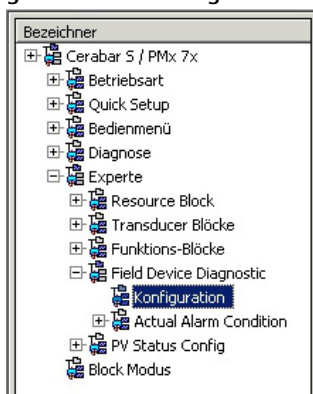 Bezeichner
Cerabar S / PMx 7x
Betriebsart
Quick Setup
Bedienmenü
Diagnose
Experte
Resource Block
Transducer Blöcke
Funktions-Blöcke
Field Device Diagnostic
Konfiguration
Actual Alarm Condition
PV Status Config
Block Modus